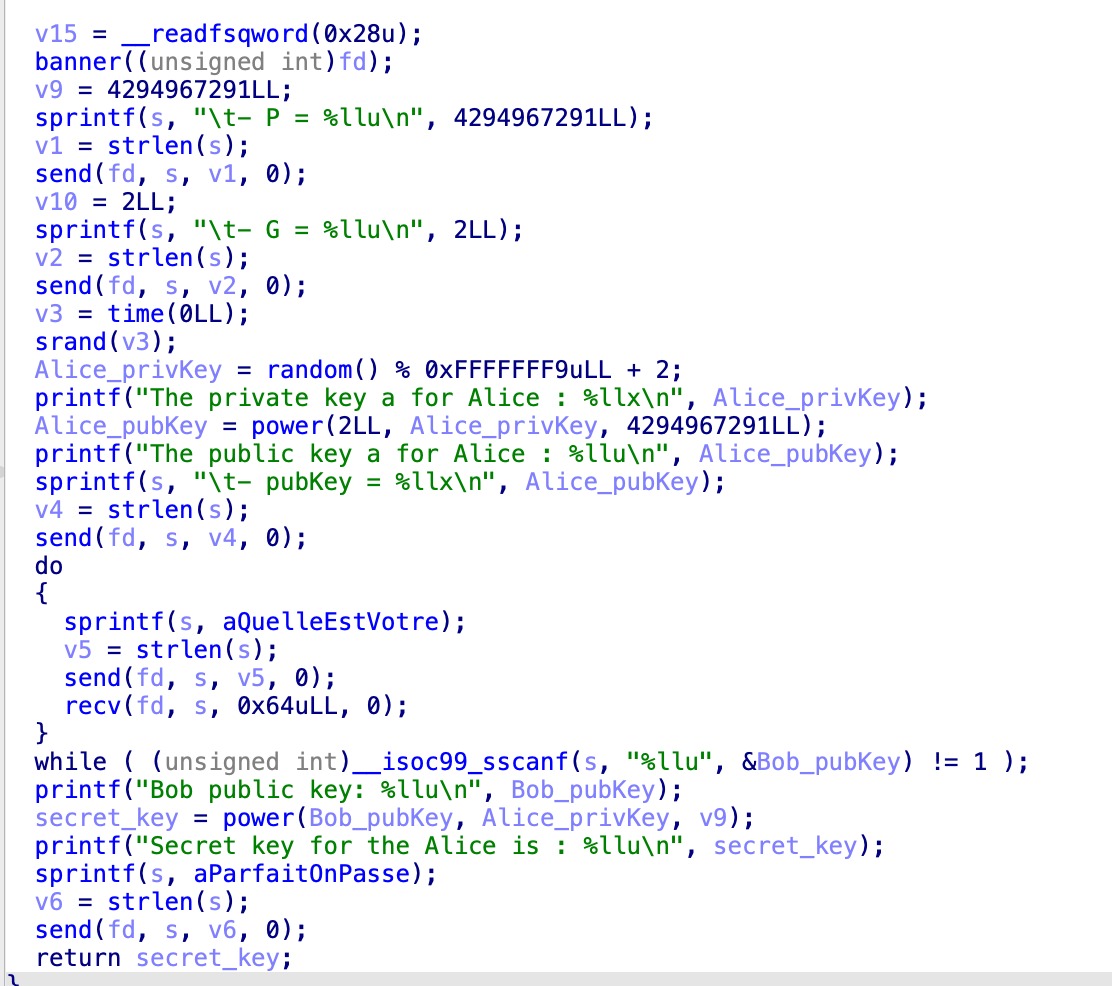 v15 = __readfsqword(0x28u);
banner((unsigned int)fd);
v9 = 4294967291LL;
sprintf(s, "\t- P = %llu\n", 4294967291LL);
v1 = strlen(s);
send(fd, s, v1, 0);
v10 = 2LL;
sprintf(s, "\t- G = %llu\n", 2LL);
v2 = strlen(s);
send(fd, s, v2, 0);
v3 = time(0LL);
srand(v3);
Alice_privKey = random() % 0xFFFFFFF9uLL + 2;
printf("The private key a for Alice : %llx\n", Alice_privKey);
Alice_pubKey = power(2LL, Alice_privKey, 4294967291LL);
printf("The public key a for Alice : %llu\n", Alice_pubKey);
sprintf(s, "\t- pubKey = %llx\n", Alice_pubKey);
v4 = strlen(s);
send(fd, s, v4, 0);
do
{
sprintf(s, aQuelleEstVotre);
v5 = strlen(s);
send(fd, s, v5, 0);
recv(fd, s, 0x64uLL, 0);
}
while ( (unsigned int)__isoc99_sscanf(s, "%llu", &Bob_pubKey) != 1 );
printf("Bob public key: %llu\n", Bob_pubKey);
secret_key = power(Bob_pubKey, Alice_privKey, v9);
printf("Secret key for the Alice is : %llu\n", secret_key);
sprintf(s, aParfaitOnPasse);
v6 = strlen(s);
send(fd, s, v6, 0);
return secret_key;
}